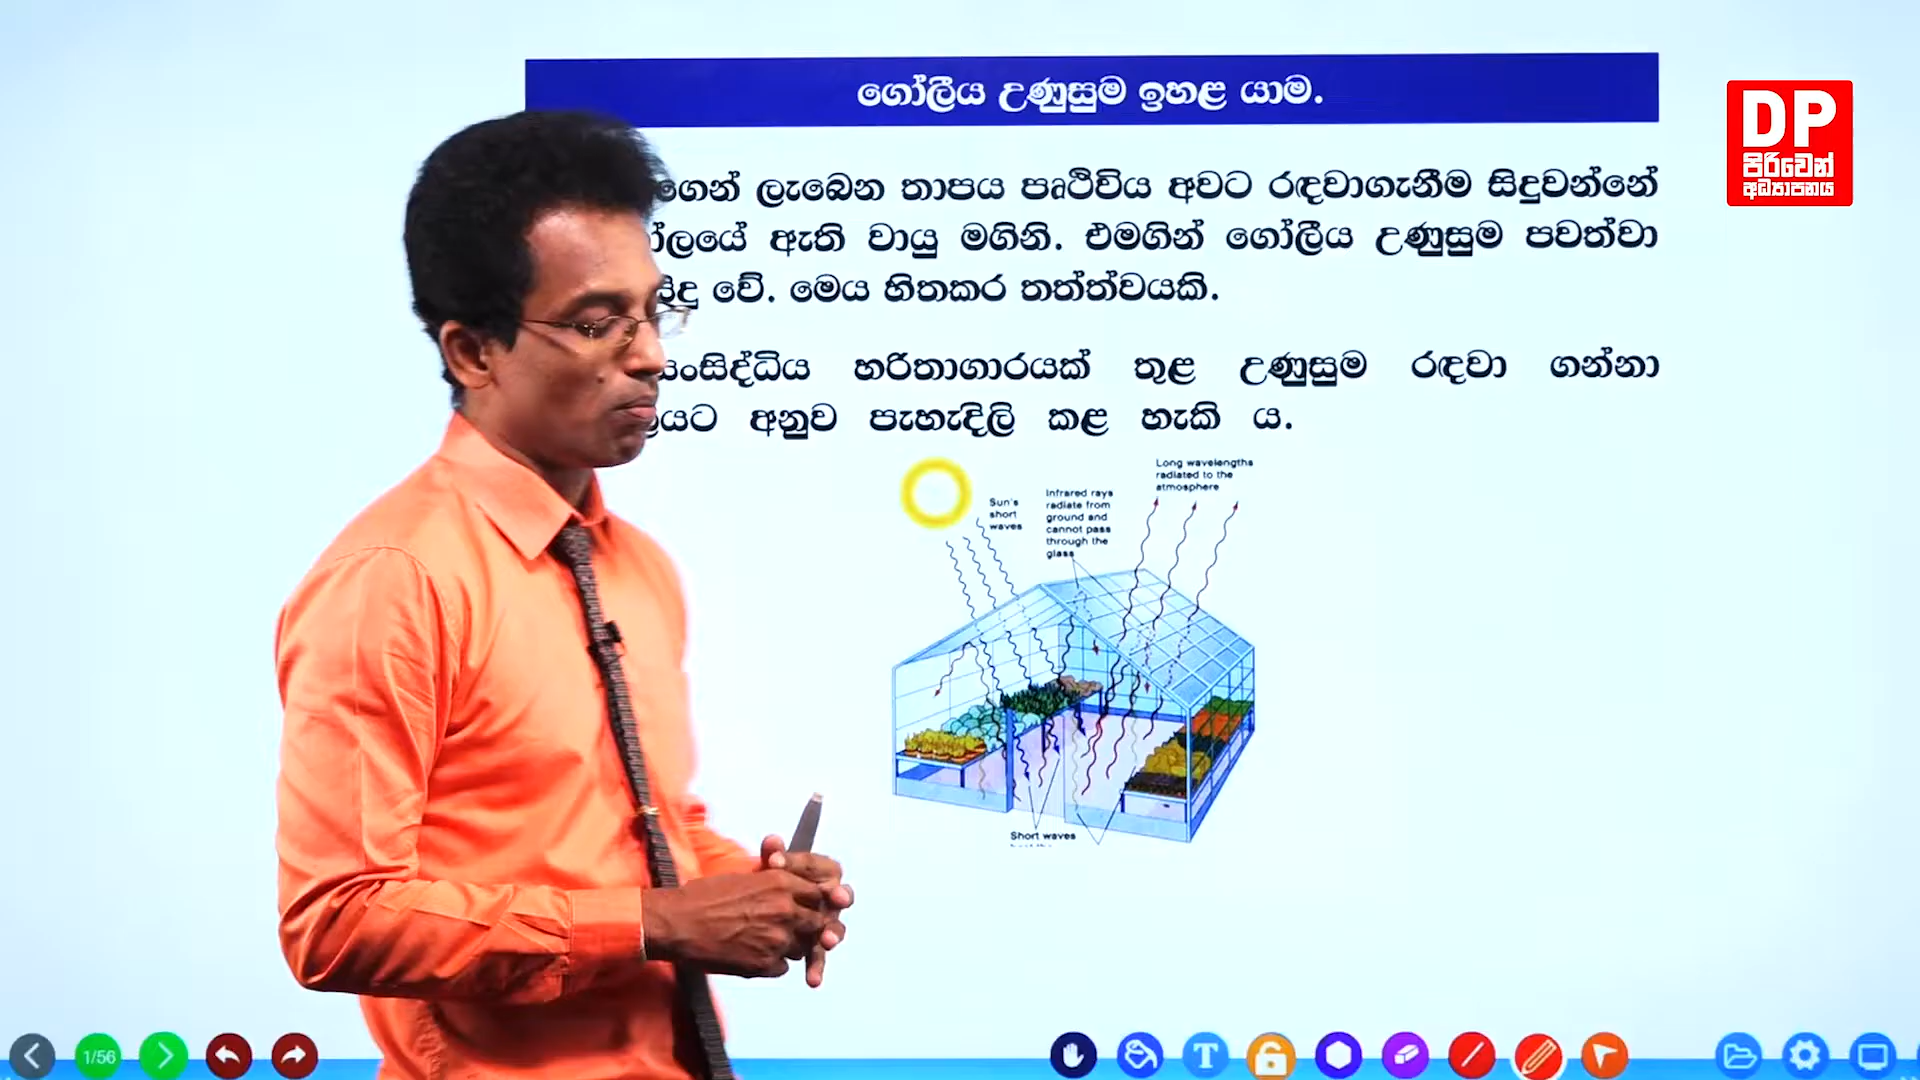 ගෝලීය උණුසුම ඉහළ යාම.
ලැබෙන තාපය පෘථිවිය අවට රඳවාගැනීම සිදුවන්නේ
ඇති වායු මගිනි. එමගින් ගෝලීය උණුසුම පවත්වා
වේ. මෙය හිතකර තත්ත්වයකි.
හරිතාගාරයක් තුළ උණුසුම රඳවා ගන්නා
අනුව පැහැදිලි කළ හැකි ය.
DP
පිරිවෙන්
අධ්‍යාපනය
Long wavelengths
radiated to the
atmosphere
Sun's
short
waves
Infrared rays
radiate from
ground and
cannot pass
through the
glass
Short waves
1/56
T